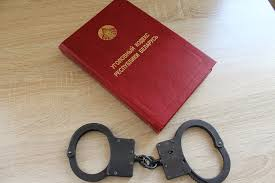 УГОЛОВНЫЙ КОДЕКС
РЕСПУБЛИКИ БЕЛАРУСЬ